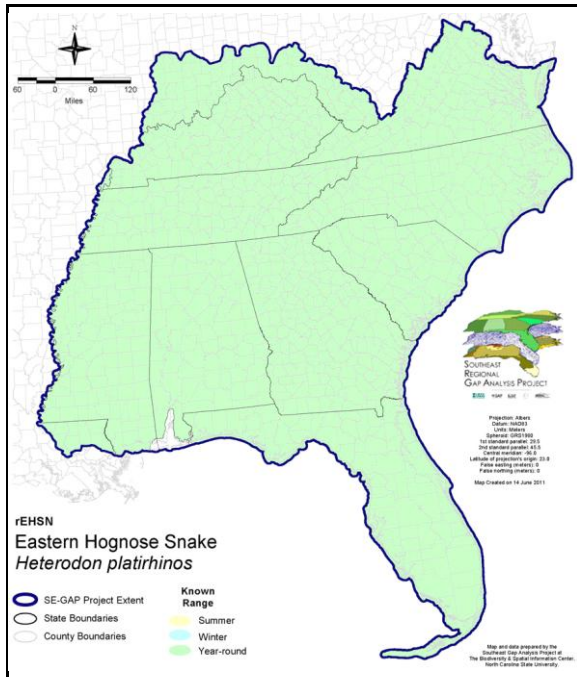 N
60 0 60 120
Miles
SOUTHEAST
REGIONAL
GAP ANALYSIS PROJECT
Projection: Albers
Datum: NAD83
Units: Meters
Spheroid: GRS1980
1st standard parallel: 29.5
2nd standard parallel: 45.5
Central meridian: -96.0
Latitude of projection's origin: 23.0
False easting (meters): 0
False northing (meters): 0
Map Created on 14 June 2011
rEHSN
Eastern Hognose Snake
Heterodon platirhinos
SE-GAP Project Extent
State Boundaries
County Boundaries
Known
Range
Summer
Winter
Year-round
Map and data prepared by the
Southeast Gap Analysis Project at
The Biodiversity & Spatial Information Center,
North Carolina State University.